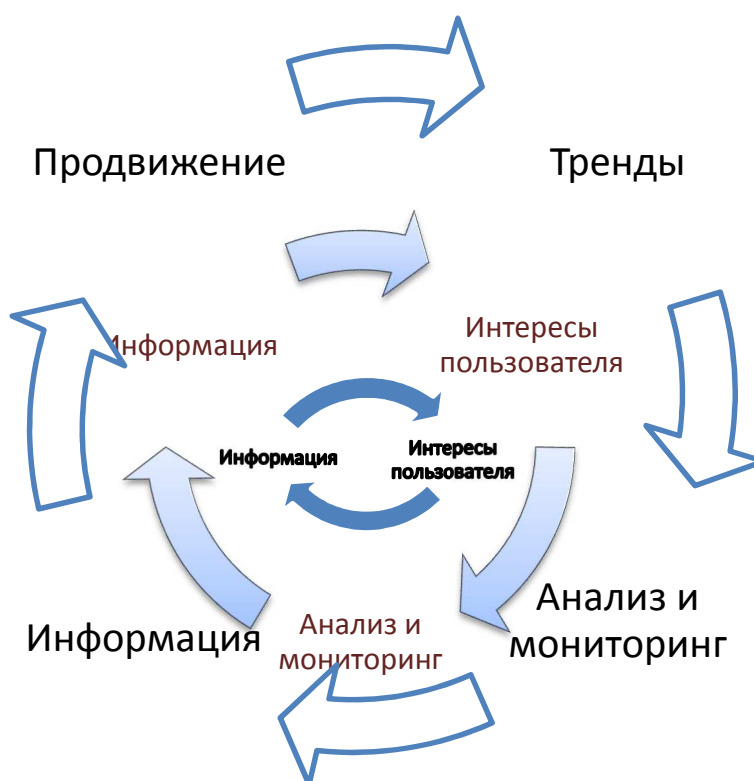 Продвижение
Тренды
Информация
Интересы
пользователя
Информация
Интересы
пользователя
Информация
Анализ и
мониторинг
Анализ и
мониторинг